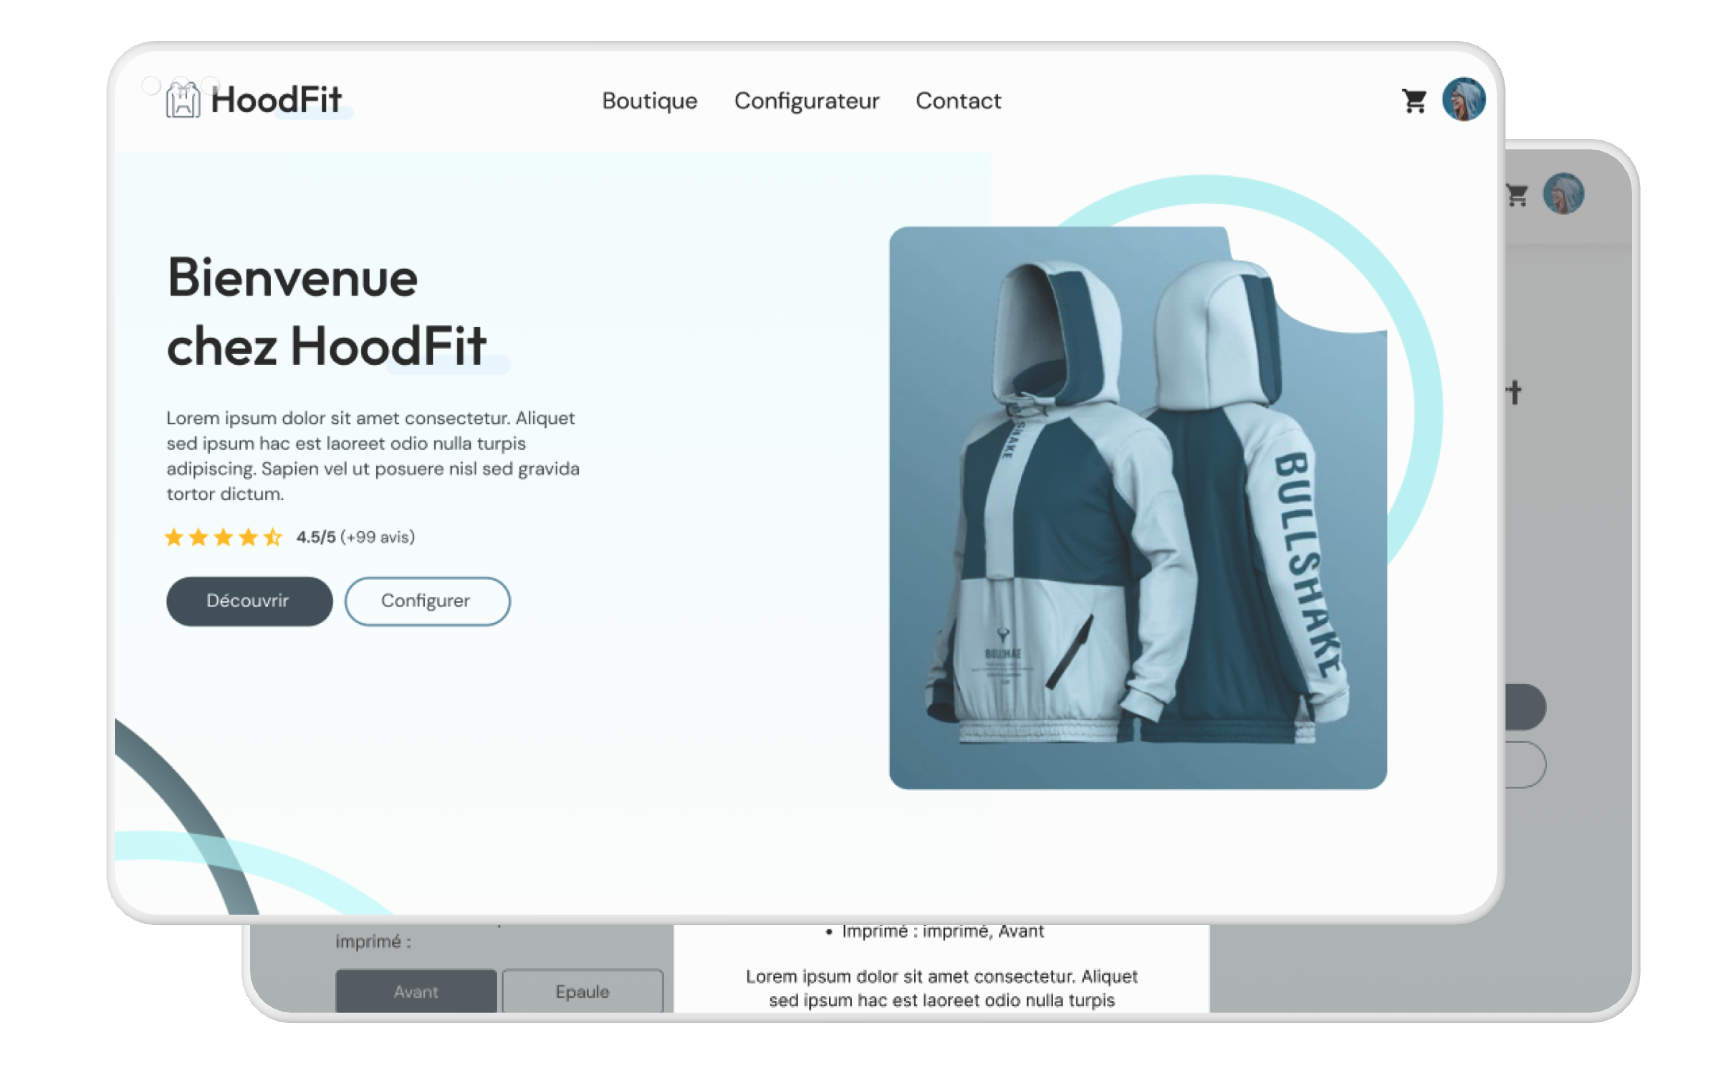 HoodFit
Boutique
Configurateur
Contact
Bienvenue
chez HoodFit
Lorem ipsum dolor sit amet consectetur. Aliquet
sed ipsum hac est laoreet odio nulla turpis
adipiscing. Sapien vel ut posuere nisl sed gravida
tortor dictum.
4.5/5 (+99 avis)
Découvrir
Configurer
SHAKE
BULLSHAKE
BULLSHAKE
imprimé :
Avant
Epaule
• Imprimé : imprimé, Avant
Lorem ipsum dolor sit amet consectetur. Aliquet
sed ipsum hac est laoreet odio nulla turpis